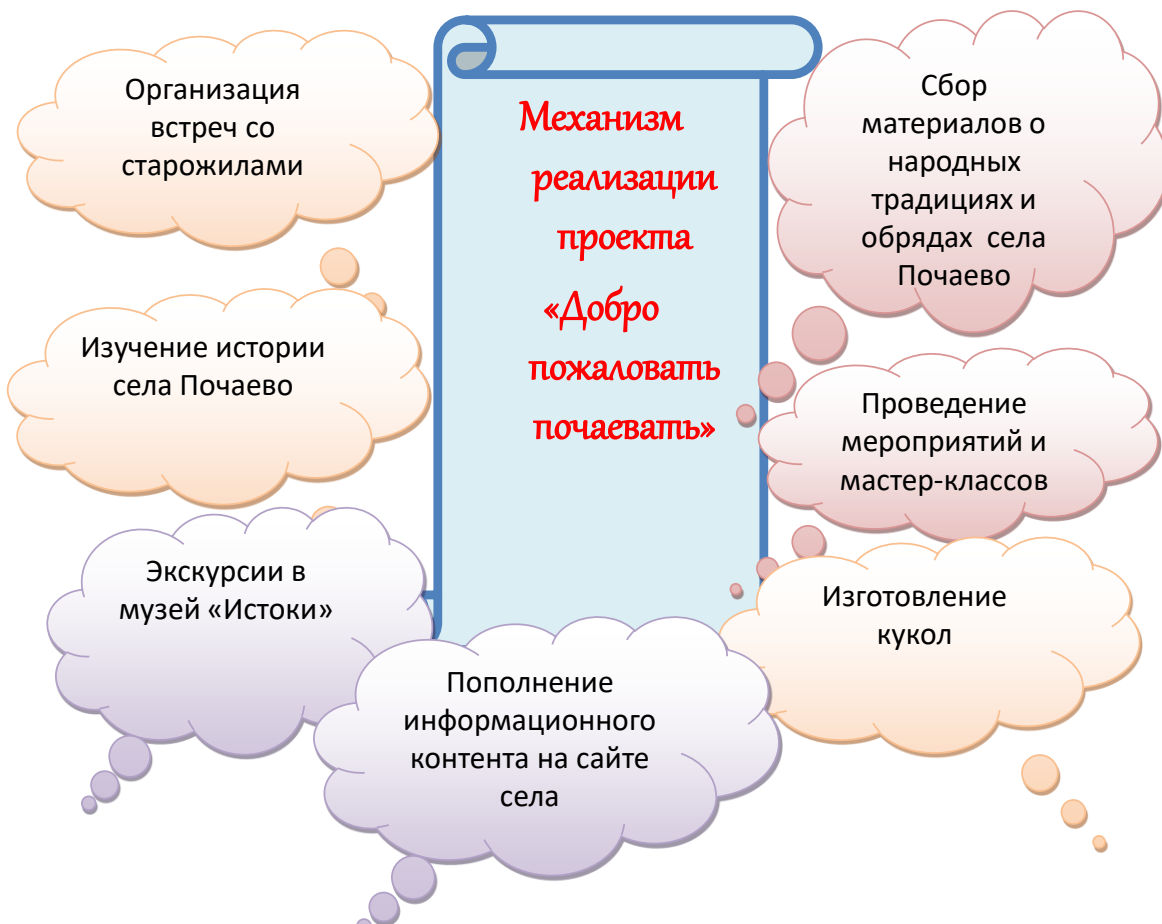 Механизм
реализации
проекта
«Добро
пожаловать
почаевать»
Организация
встреч со
старожилами
Изучение истории
села Почаево
Экскурсии в
музей «Истоки»
Пополнение
информационного
контента на сайте
села
Сбор
материалов о
народных
традициях и
обрядах села
Почаево
Проведение
мероприятий и
мастер-классов
Изготовление
кукол